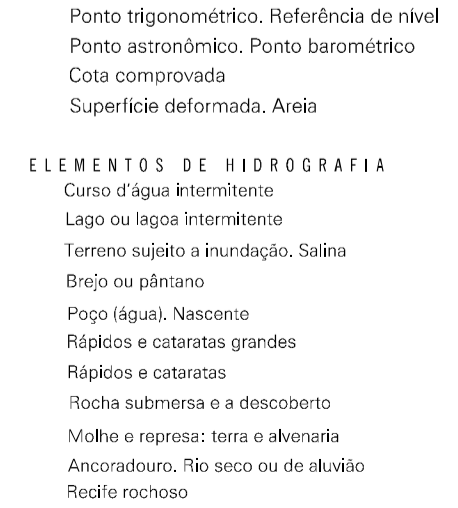 Ponto trigonométrico. Referência de nível
Ponto astronômico. Ponto barométrico
Cota comprovada
Superfície deformada. Areia
ELEMENTOS DE HIDROGRAFIA
Curso d'água intermitente
Lago ou lagoa intermitente
Terreno sujeito a inundação. Salina
Brejo ou pântano
Poço (água). Nascente
Rápidos e cataratas grandes
Rápidos e cataratas
Rocha submersa e a descoberto
Molhe e represa: terra e alvenaria
Ancoradouro. Rio seco ou de aluvião
Recife rochoso